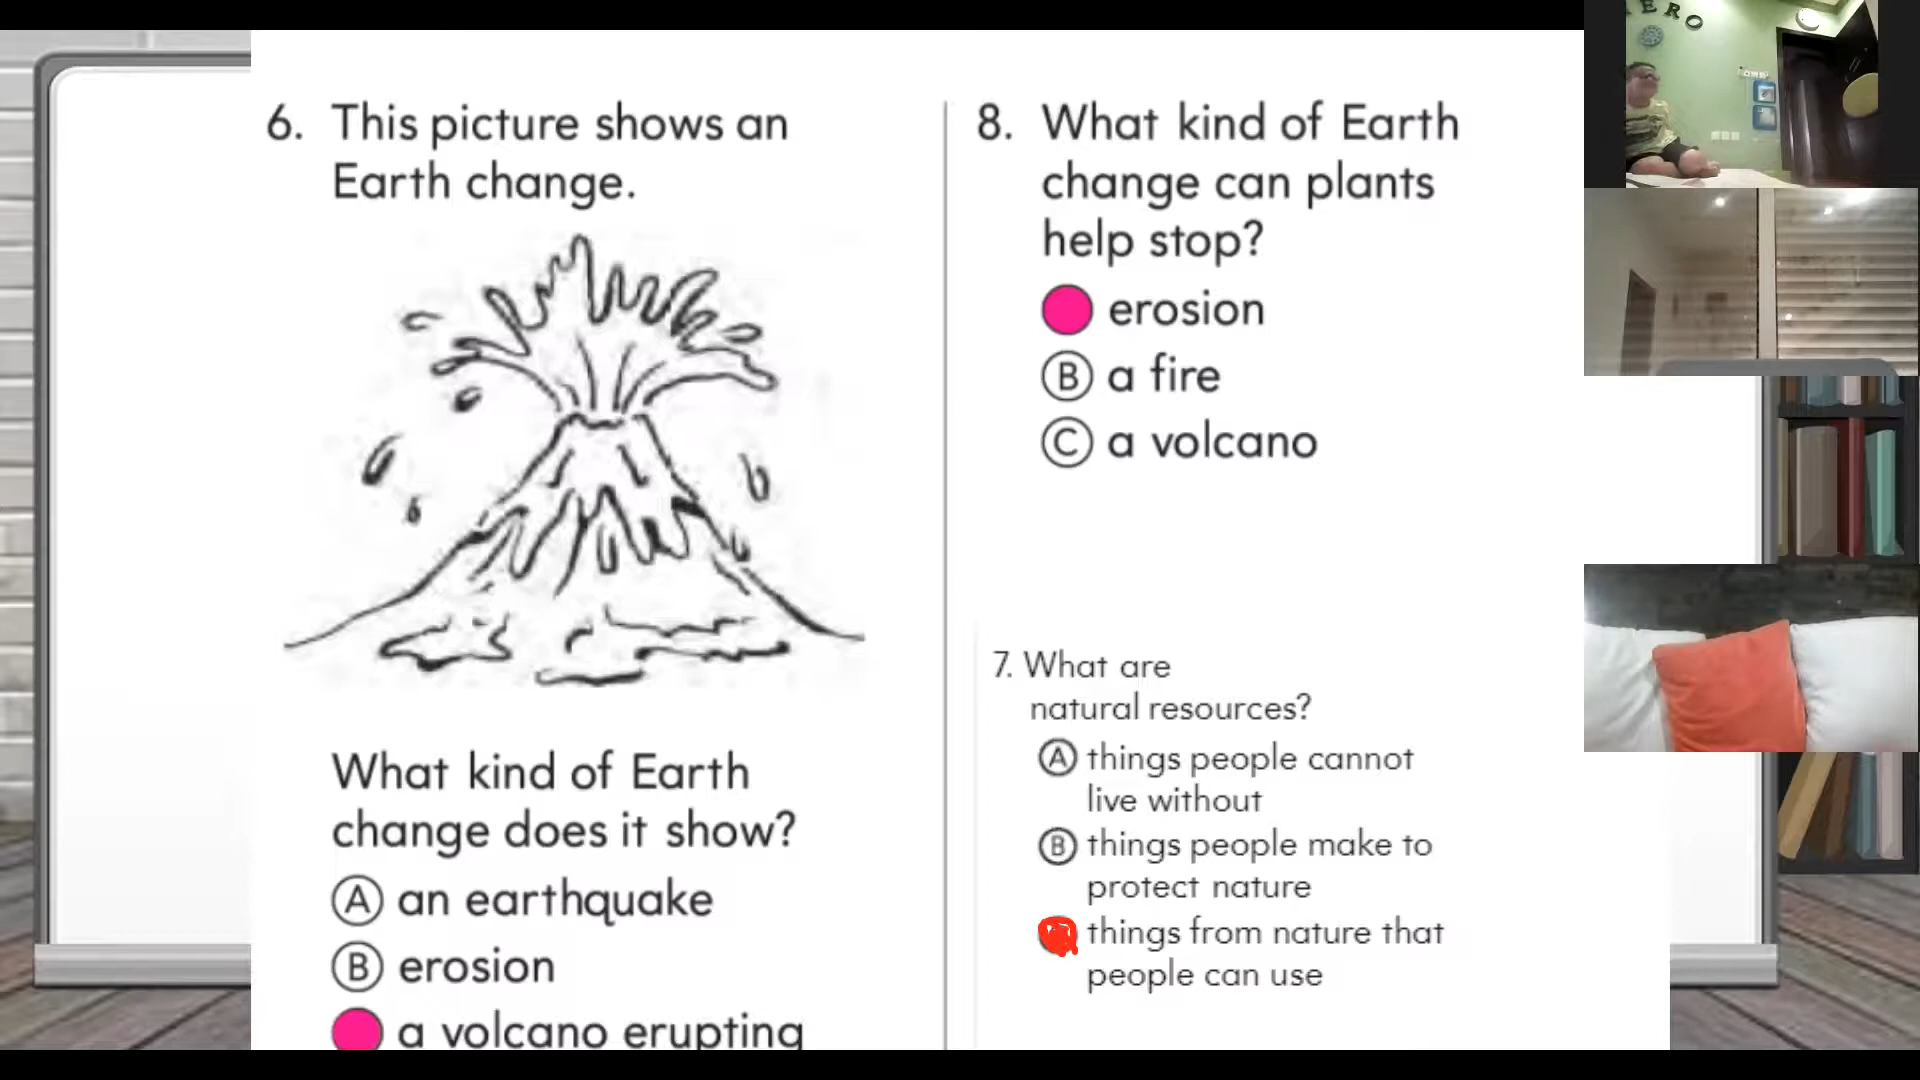 6. This picture shows an
Earth change.
What kind of Earth
change does it show?
A an earthquake
B erosion
a volcano erupting
8. What kind of Earth
change can plants
help stop?
erosion
B a fire
C a volcano
7. What are
natural resources?
A things people cannot
live without
B things people make to
protect nature
things from nature that
people can use
ERO